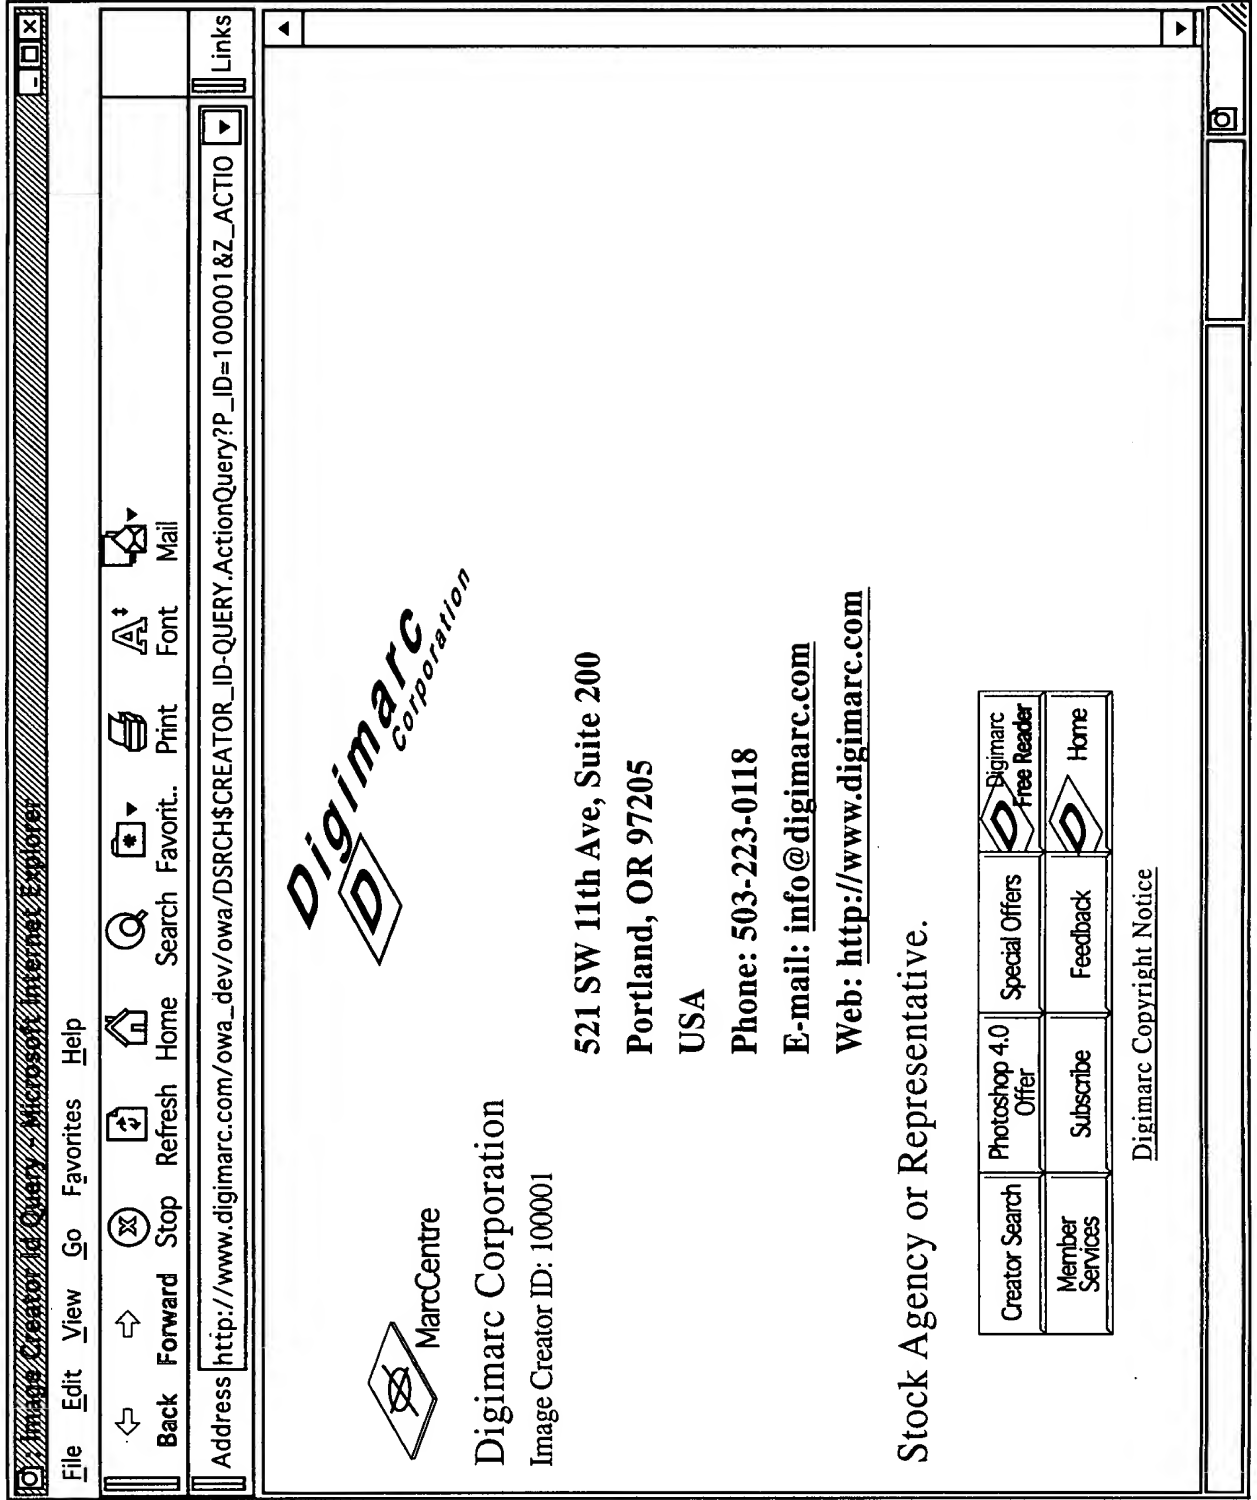 : Image Creator Id Query - Microsoft Internet Explorer
File Edit View Go Favorites Help
Back Forward Stop Refresh Home Search Favorit.. Print Font Mail
Address http://www.digimarc.com/owa_dev/owa/DSRCH$CREATOR_ID-QUERY.ActionQuery?P_ID=100001&Z_ACTIO Links
Digimarc
Corporation
D
MarcCentre
Digimarc Corporation
Image Creator ID: 100001
521 SW 11th Ave, Suite 200
Portland, OR 97205
USA
Phone: 503-223-0118
E-mail: info@digimarc.com
Web: http://www.digimarc.com
Stock Agency or Representative.
Creator Search
Photoshop 4.0
Offer
Special Offers
D Digimarc
Free Reader
Member
Services
Subscribe
Feedback
D Home
Digimarc Copyright Notice